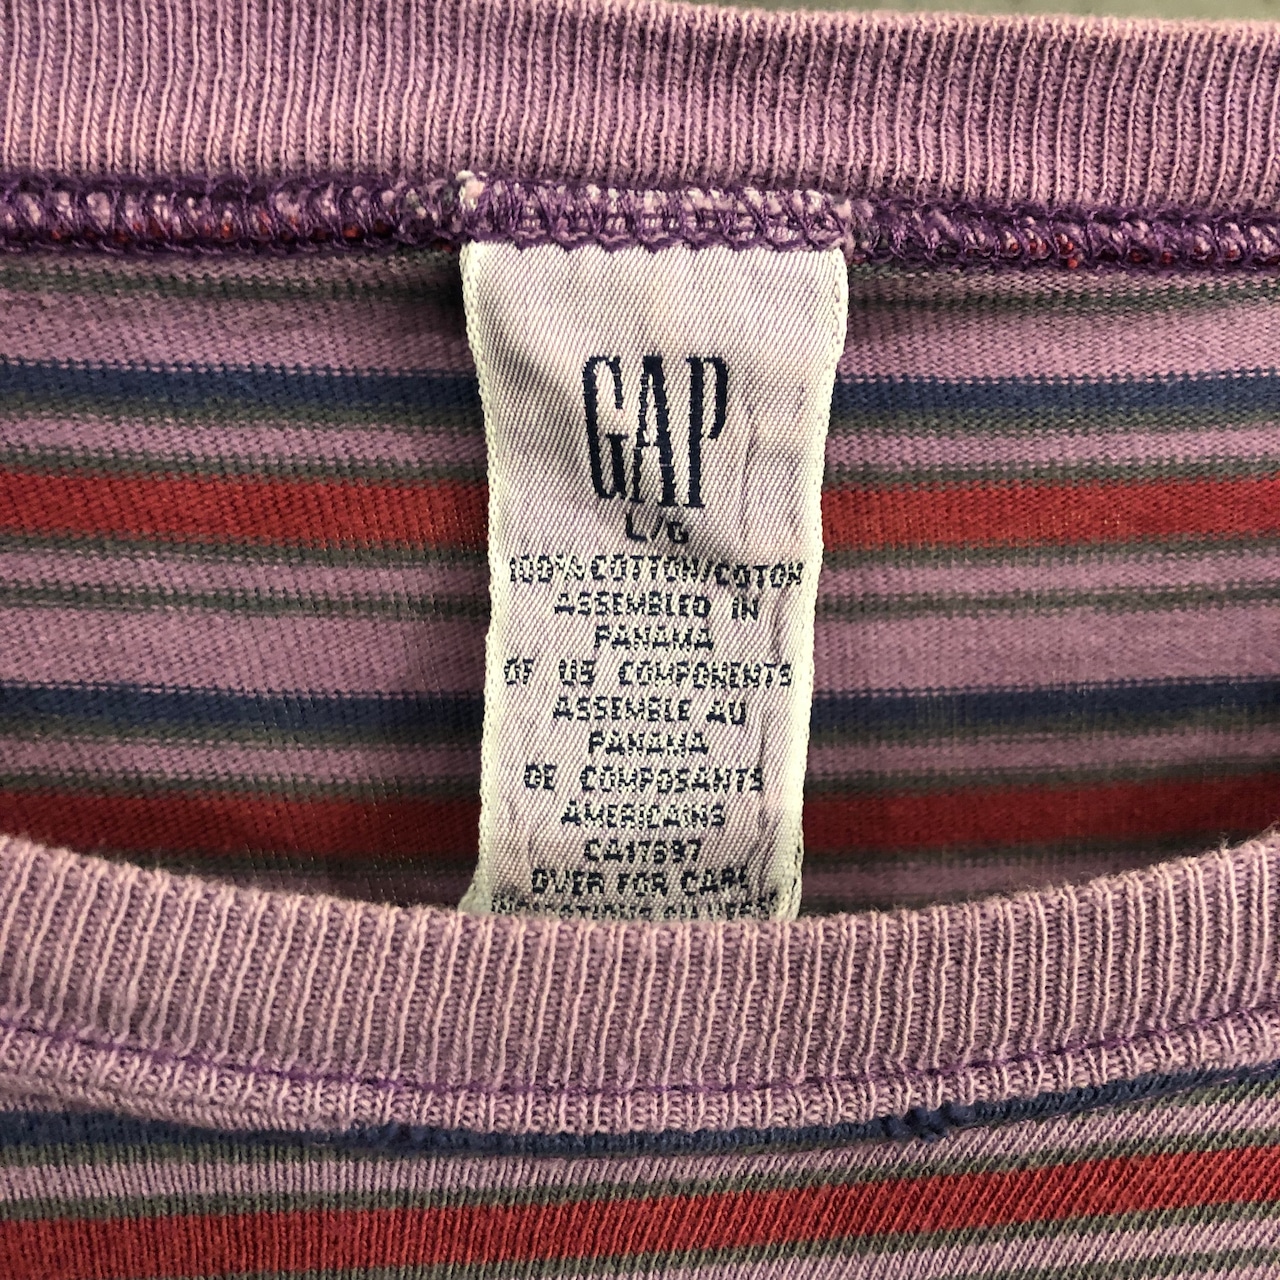 GAP
L/G
100% COTTON/COTON
ASSEMBLED IN
PANAMA
OF US COMPONENTS
ASSEMBLE AU
PANAMA
DE COMPOSANTS
AMERICAINS
CA17697
OVER FOR CARE